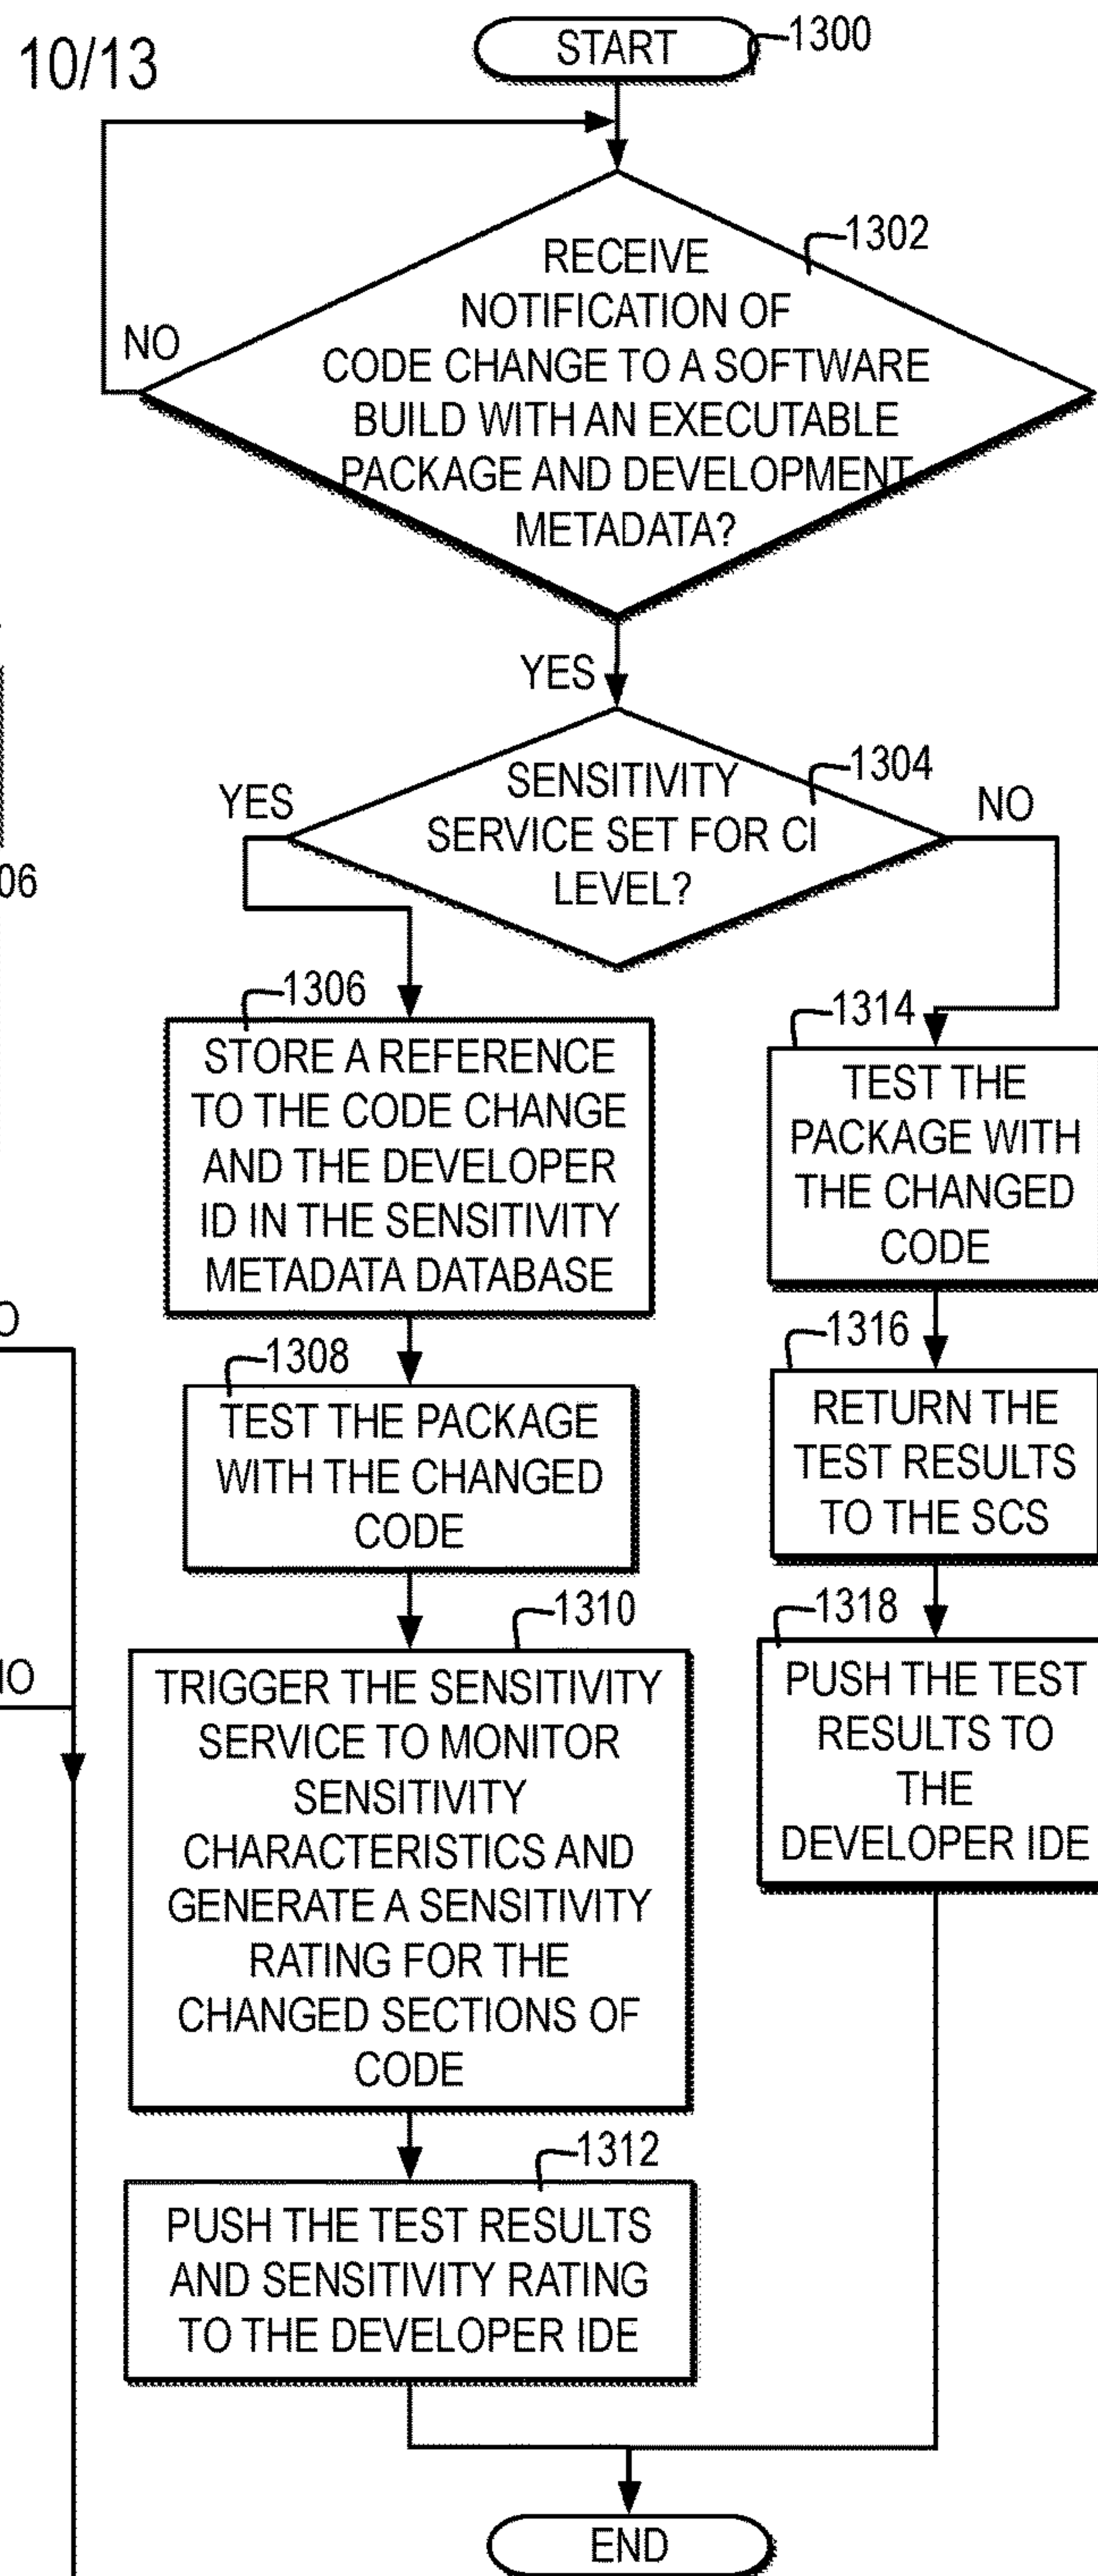 10/13
START
1300
1302
RECEIVE
NOTIFICATION OF
CODE CHANGE TO A SOFTWARE
BUILD WITH AN EXECUTABLE
PACKAGE AND DEVELOPMENT
METADATA?
NO
YES
1304
SENSITIVITY
SERVICE SET FOR CI
LEVEL?
YES
NO
06
1306
STORE A REFERENCE
TO THE CODE CHANGE
AND THE DEVELOPER
ID IN THE SENSITIVITY
METADATA DATABASE
1308
TEST THE PACKAGE
WITH THE CHANGED
CODE
1310
TRIGGER THE SENSITIVITY
SERVICE TO MONITOR
SENSITIVITY
CHARACTERISTICS AND
GENERATE A SENSITIVITY
RATING FOR THE
CHANGED SECTIONS OF
CODE
1312
PUSH THE TEST RESULTS
AND SENSITIVITY RATING
TO THE DEVELOPER IDE
1314
TEST THE
PACKAGE WITH
THE CHANGED
CODE
1316
RETURN THE
TEST RESULTS
TO THE SCS
1318
PUSH THE TEST
RESULTS TO
THE
DEVELOPER IDE
END